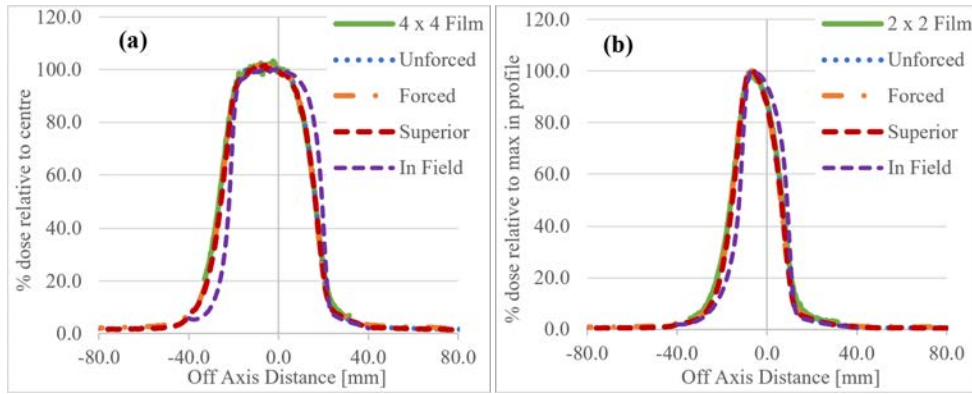 120.0
100.0
80.0
60.0
40.0
20.0
0.0
% dose relative to centre
(a)
4 x 4 Film
Unforced
Forced
Superior
In Field
-80.0 -40.0 0.0 40.0 80.0
Off Axis Distance [mm]
120.0
100.0
80.0
60.0
40.0
20.0
0.0
% dose relative to max in profile
(b)
2 x 2 Film
Unforced
Forced
Superior
In Field
-80.0 -40.0 0.0 40.0 80.0
Off Axis Distance [mm]